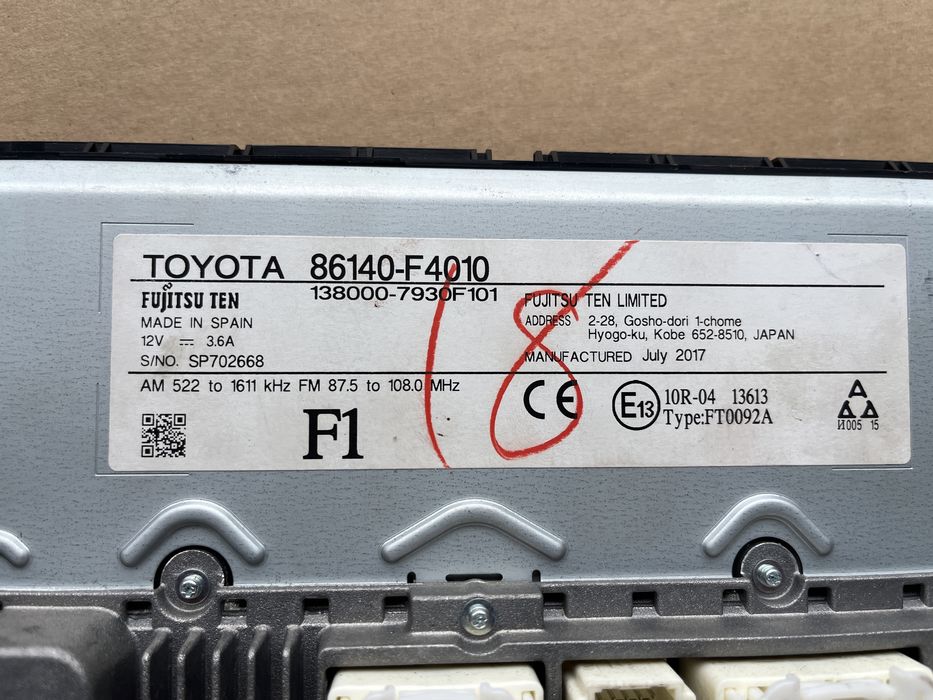 TOYOTA 86140-F4010
FUJITSU TEN 138000-7930F101
MADE IN SPAIN
12V ⎓ 3.6A
S/NO. SP702668
FUJITSU TEN LIMITED
ADDRESS 2-28, Gosho-dori 1-chome
Hyogo-ku, Kobe 652-8510, JAPAN
MANUFACTURED July 2017
AM 522 to 1611 kHz FM 87.5 to 108.0 MHz
F1
18
CE
E13
10R-04 13613
Type:FT0092A
И005 15